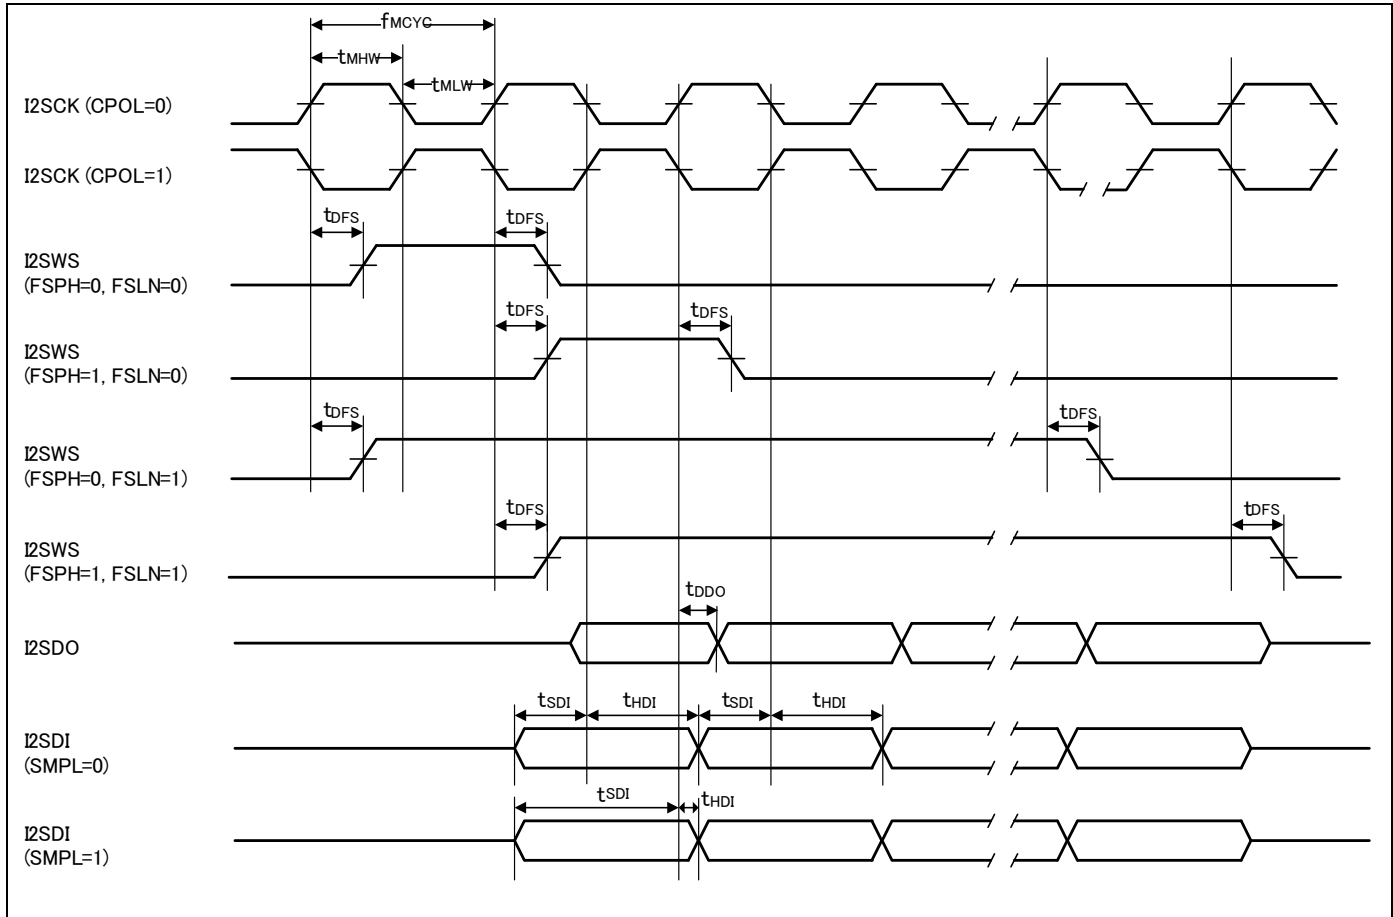 fMCYC
tMHW
tMLW
I2SCK (CPOL=0)
I2SCK (CPOL=1)
tDFS tDFS
I2SWS
(FSPH=0, FSLN=0)
tDFS tDFS
I2SWS
(FSPH=1, FSLN=0)
tDFS tDFS
I2SWS
(FSPH=0, FSLN=1)
tDFS tDFS
I2SWS
(FSPH=1, FSLN=1)
tDDO
I2SDO
tSDI tHDI tSDI tHDI
I2SDI
(SMPL=0)
tSDI tHDI
I2SDI
(SMPL=1)